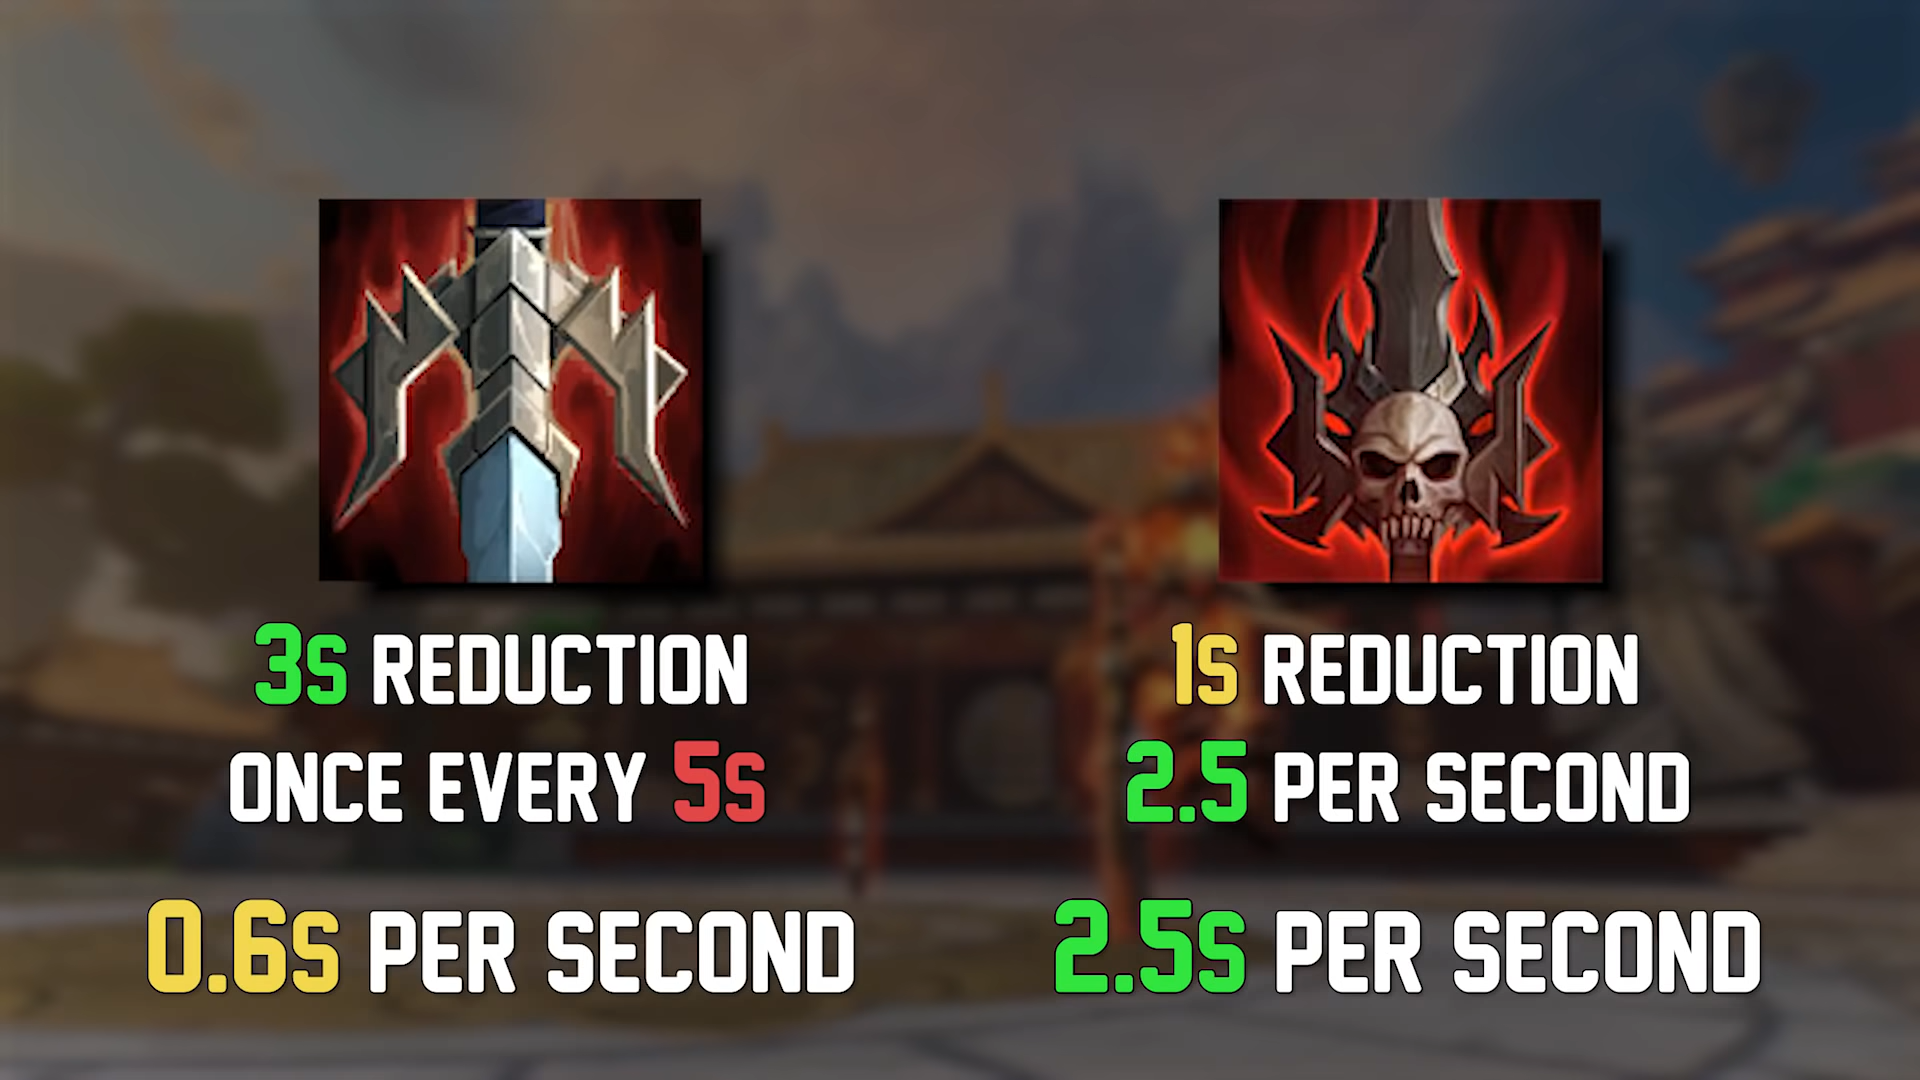 3s REDUCTION
ONCE EVERY 5s
0.6s PER SECOND
1s REDUCTION
2.5 PER SECOND
2.5s PER SECOND